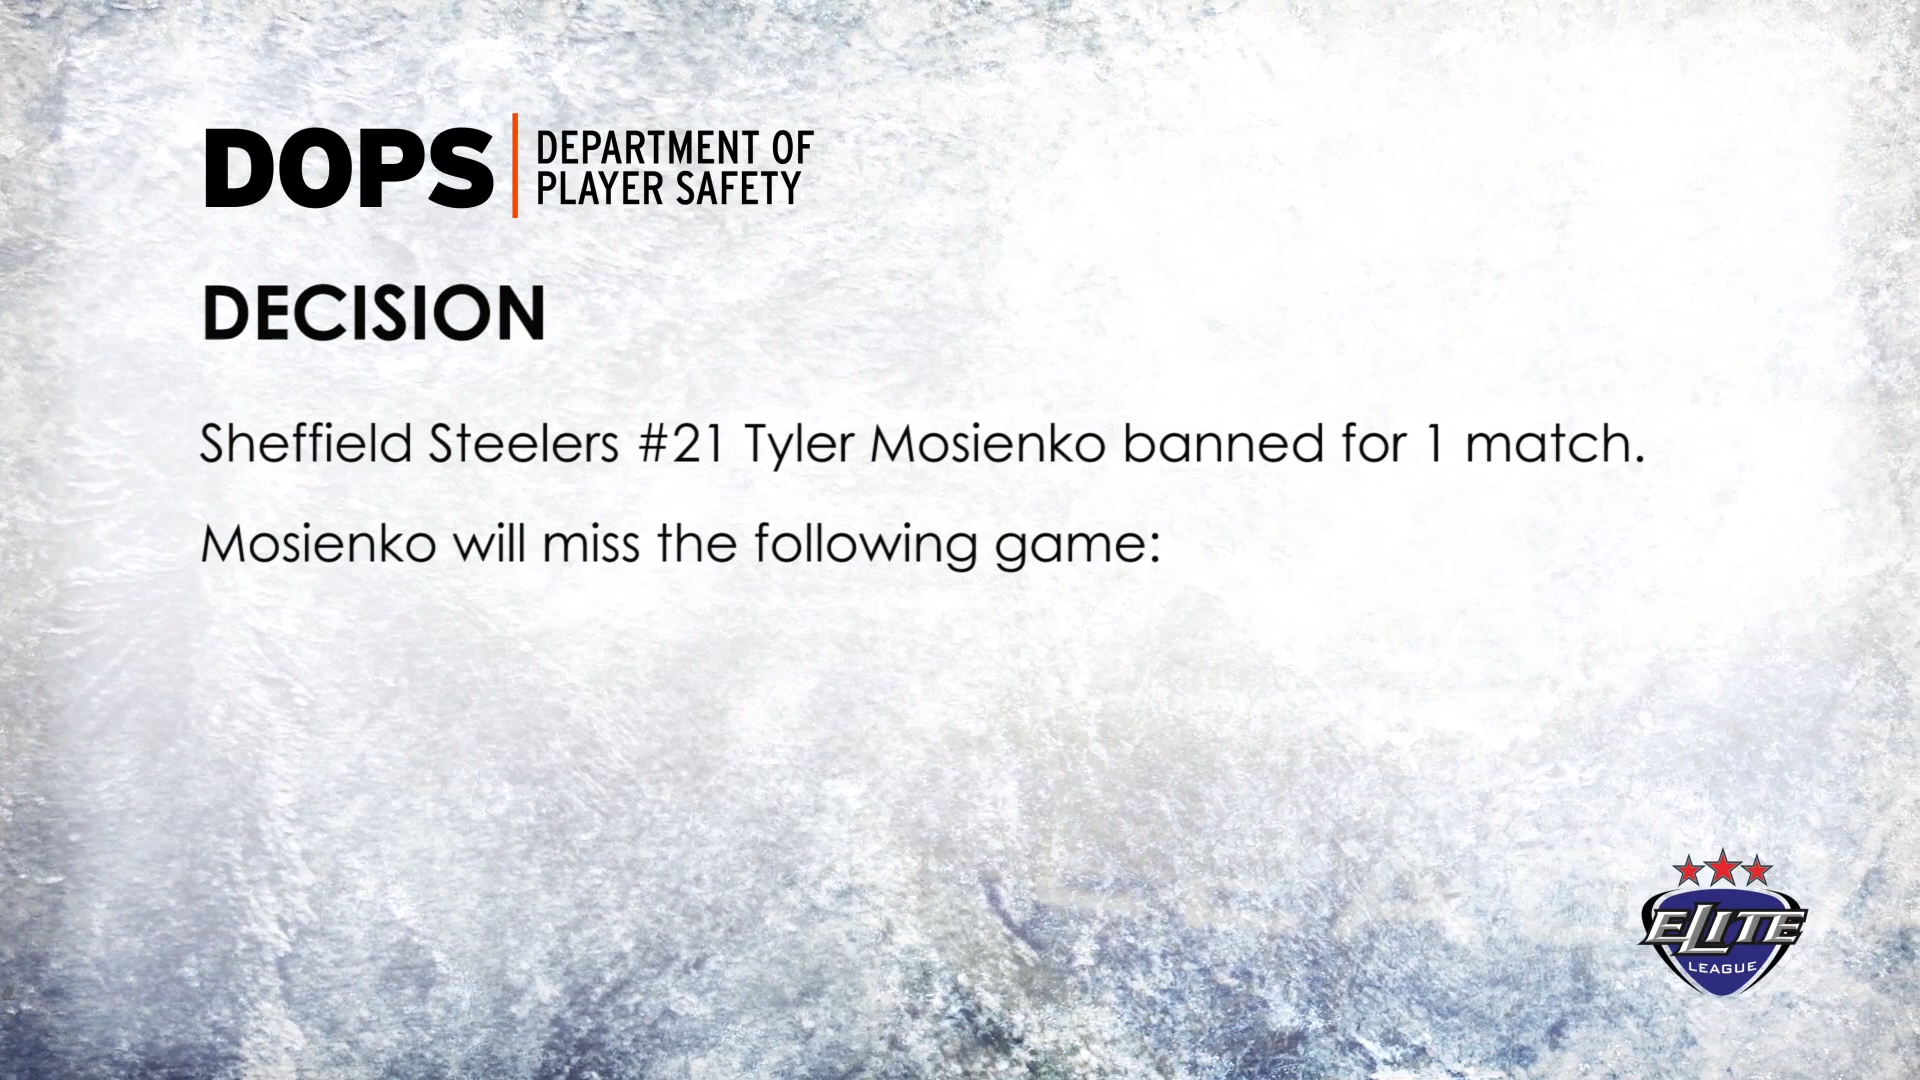 DOPS
DEPARTMENT OF
PLAYER SAFETY
DECISION
Sheffield Steelers #21 Tyler Mosienko banned for 1 match.
Mosienko will miss the following game:
ELITE
LEAGUE